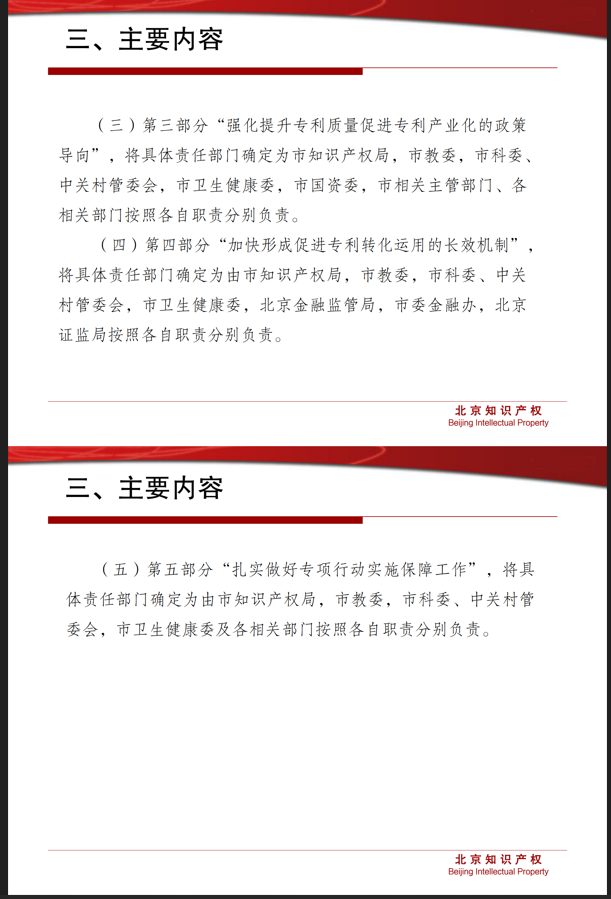 三、主要内容
（三）第三部分“强化提升专利质量促进专利产业化的政策
导向”，将具体责任部门确定为市知识产权局，市教委，市科委、
中关村管委会，市卫生健康委，市国资委，市相关主管部门、各
相关部门按照各自职责分别负责。
（四）第四部分“加快形成促进专利转化运用的长效机制”，
将具体责任部门确定为由市知识产权局，市教委，市科委、中关
村管委会，市卫生健康委，北京金融监管局，市委金融办，北京
证监局按照各自职责分别负责。
北京知识产权
Beijing Intellectual Property
三、主要内容
（五）第五部分“扎实做好专项行动实施保障工作”，将具
体责任部门确定为由市知识产权局，市教委，市科委、中关村管
委会，市卫生健康委及各相关部门按照各自职责分别负责。
北京知识产权
Beijing Intellectual Property